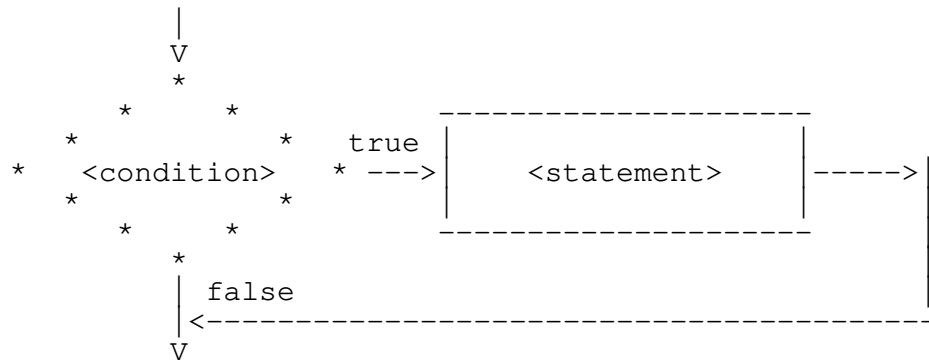 true
<condition>
<statement>
false